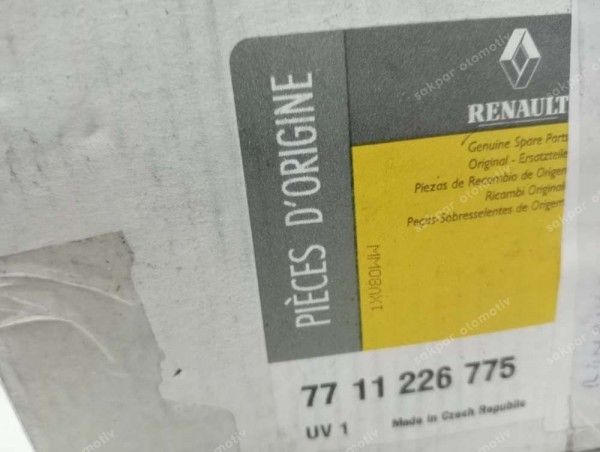 PIÈCES D'ORIGINE
RENAULT
Genuine Spare Parts
Original - Ersatzteile
Piezas de Recambio de Origen
Ricambi Originali
Peças-Sobresselentes de Origem
1XV80WW
77 11 226 775
UV 1
Made in Czech Republic
sakpar otomotiv